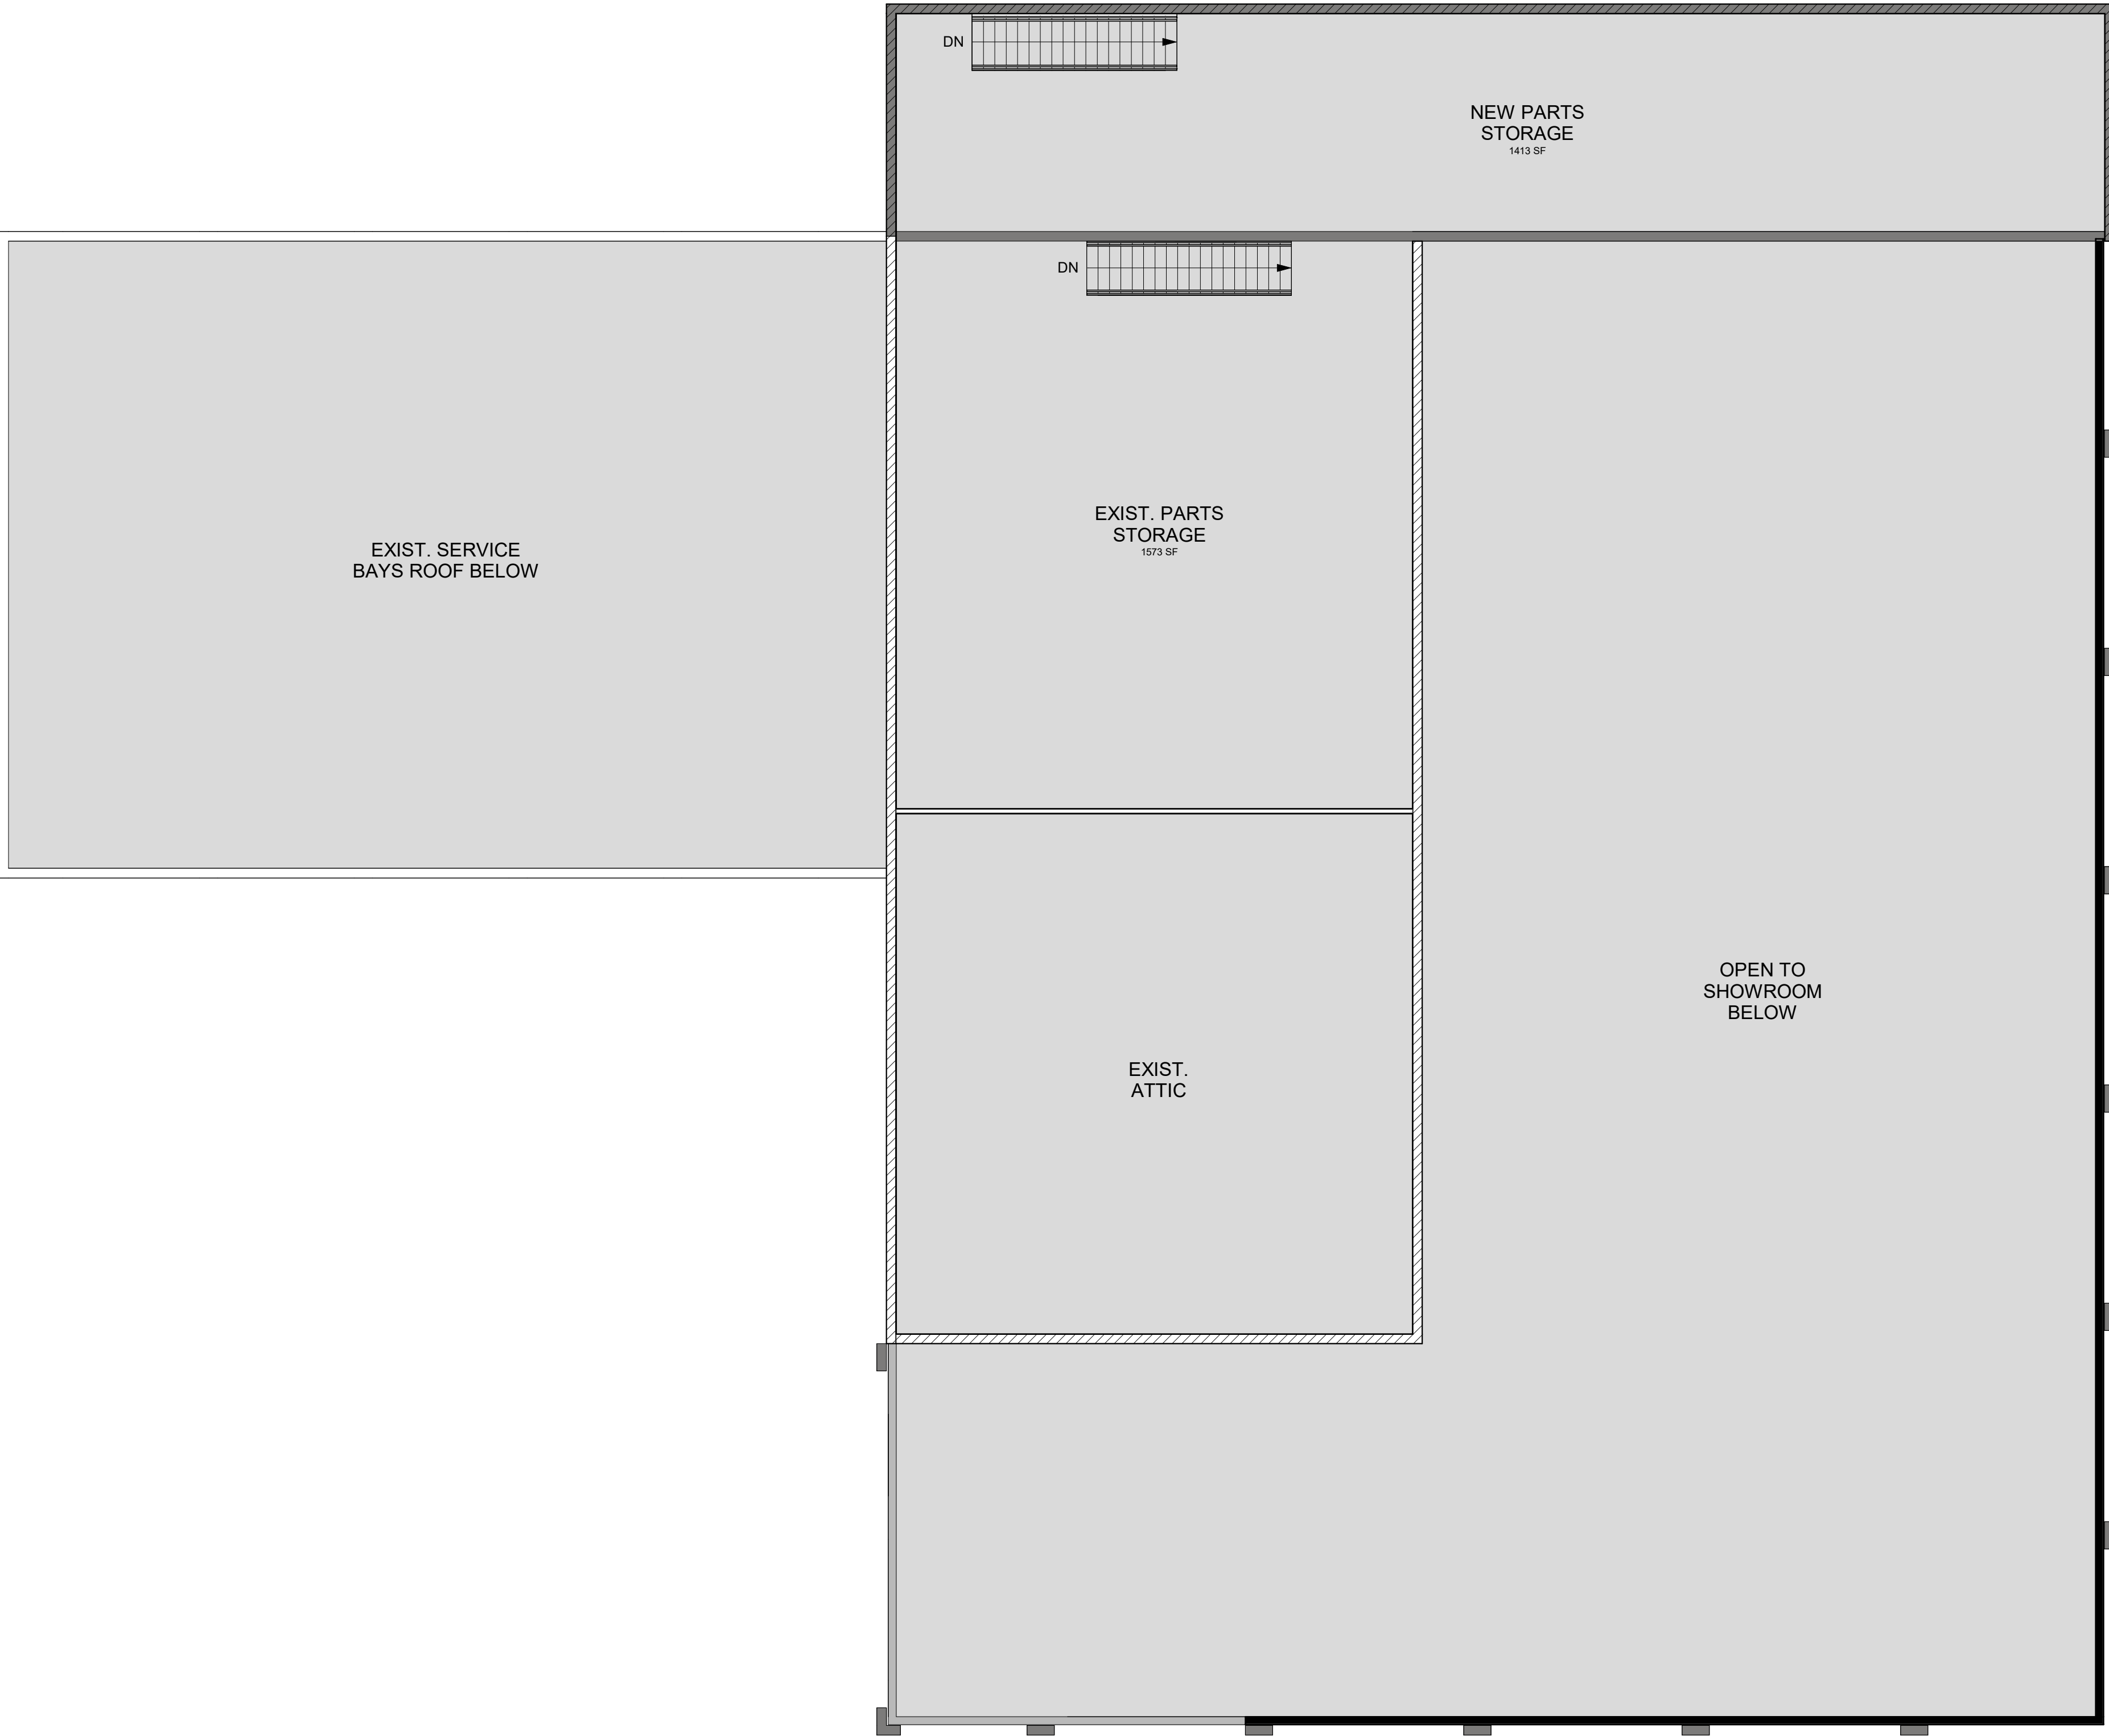 DN
NEW PARTS
STORAGE
1413 SF
DN
EXIST. PARTS
STORAGE
1573 SF
EXIST. SERVICE
BAYS ROOF BELOW
OPEN TO
SHOWROOM
BELOW
EXIST.
ATTIC